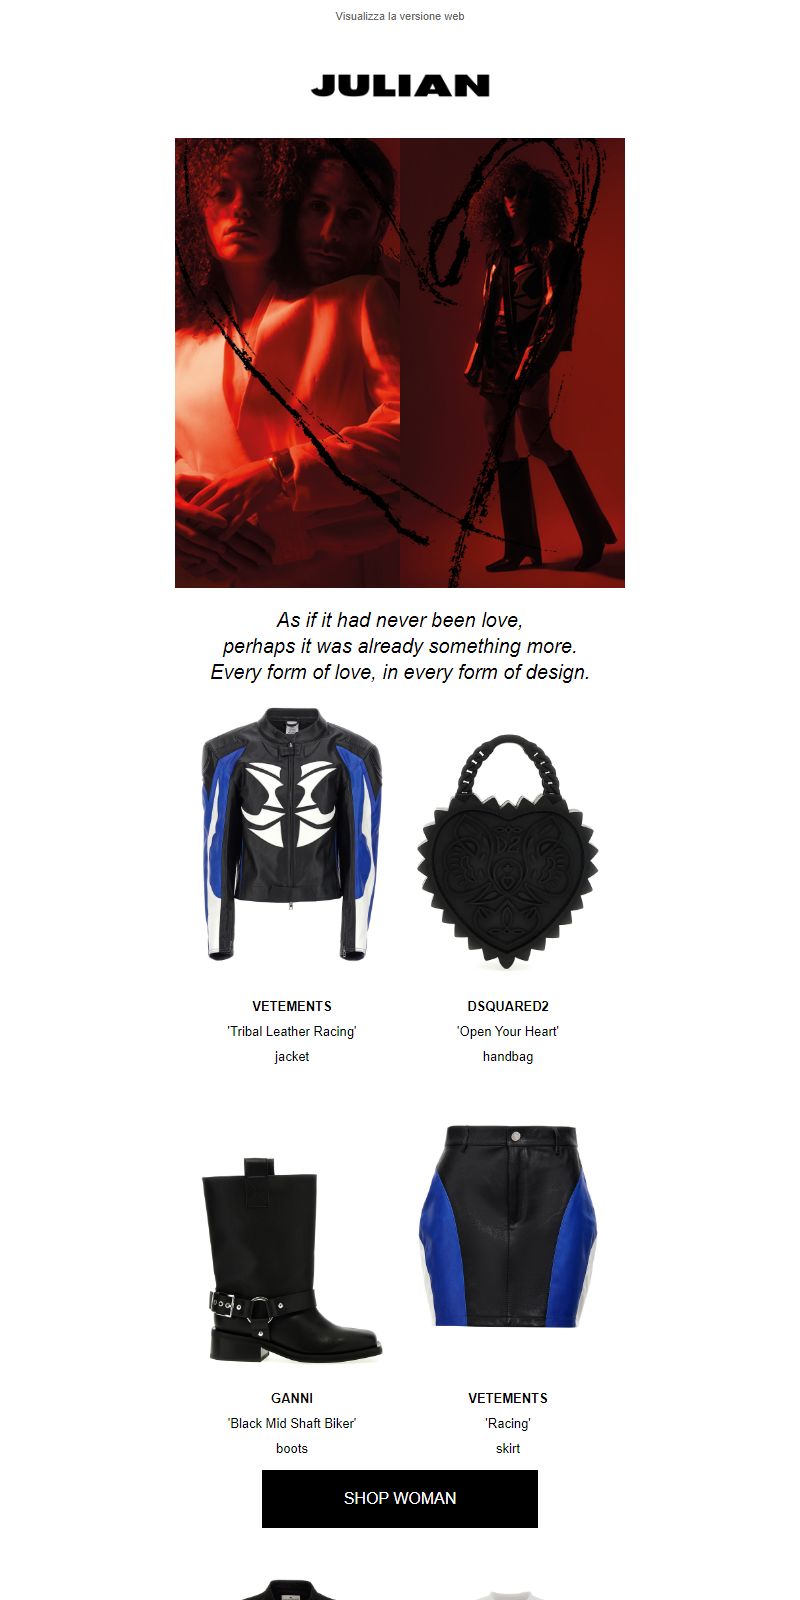 Visualizza la versione web
JULIAN
As if it had never been love,
perhaps it was already something more.
Every form of love, in every form of design.
VETEMENTS
'Tribal Leather Racing'
jacket
DSQUARED2
'Open Your Heart'
handbag
GANNI
'Black Mid Shaft Biker'
boots
VETEMENTS
'Racing'
skirt
SHOP WOMAN